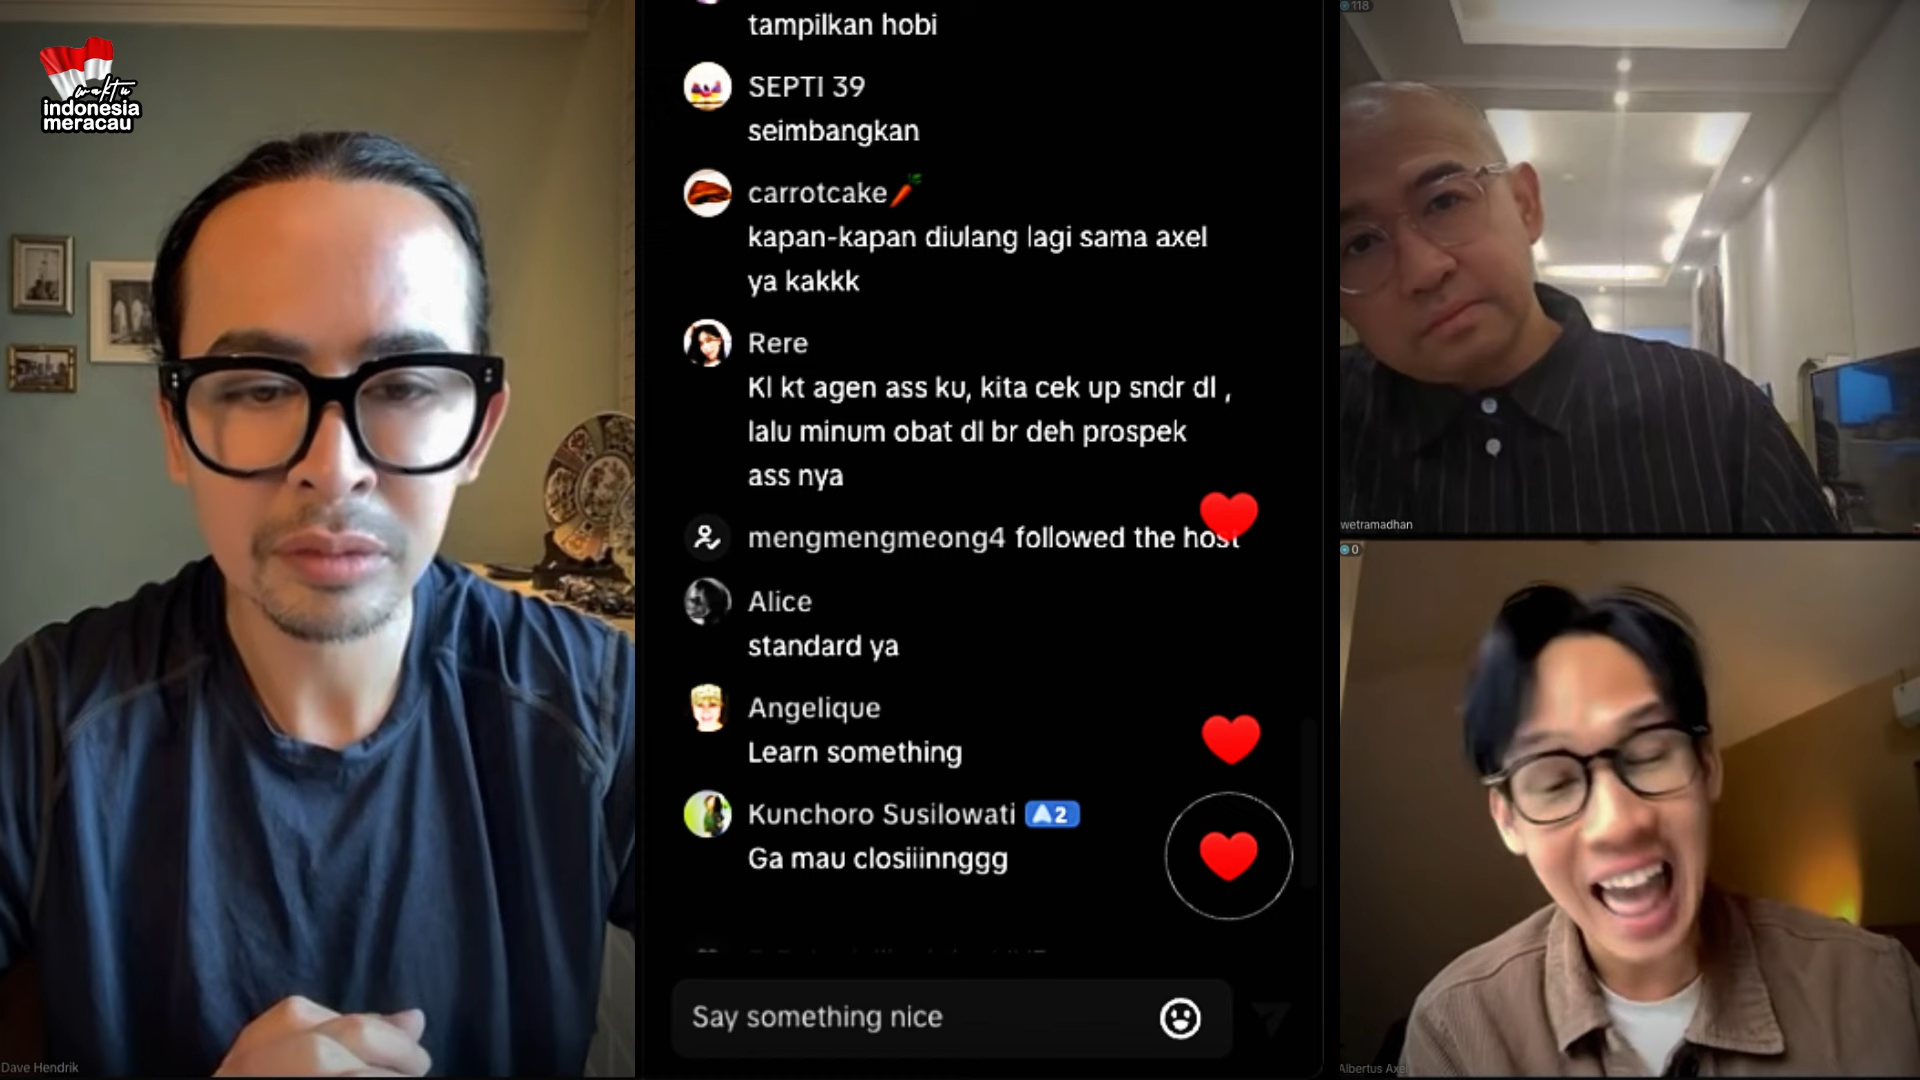 waktu
indonesia
meracau
Dave Hendrik
tampilkan hobi
SEPTI 39
seimbangkan
carrotcake🥕
kapan-kapan diulang lagi sama axel
ya kakkk
Rere
Kl kt agen ass ku, kita cek up sndr dl ,
lalu minum obat dl br deh prospek
ass nya
mengmengmeong4 followed the host
Alice
standard ya
Angelique
Learn something
Kunchoro Susilowati A2
Ga mau closiiinnggg
Say something nice
118
wetramadhan
0
Albertus Axel